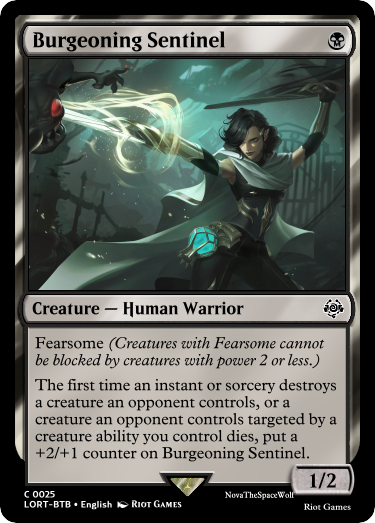 Burgeoning Sentinel
Creature — Human Warrior
Fearsome (Creatures with Fearsome cannot
be blocked by creatures with power 2 or less.)
The first time an instant or sorcery destroys
a creature an opponent controls, or a
creature an opponent controls targeted by a
creature ability you control dies, put a
+2/+1 counter on Burgeoning Sentinel.
1/2
C 0025
LORT-BTB • English Riot Games
NovaTheSpaceWolf
Riot Games